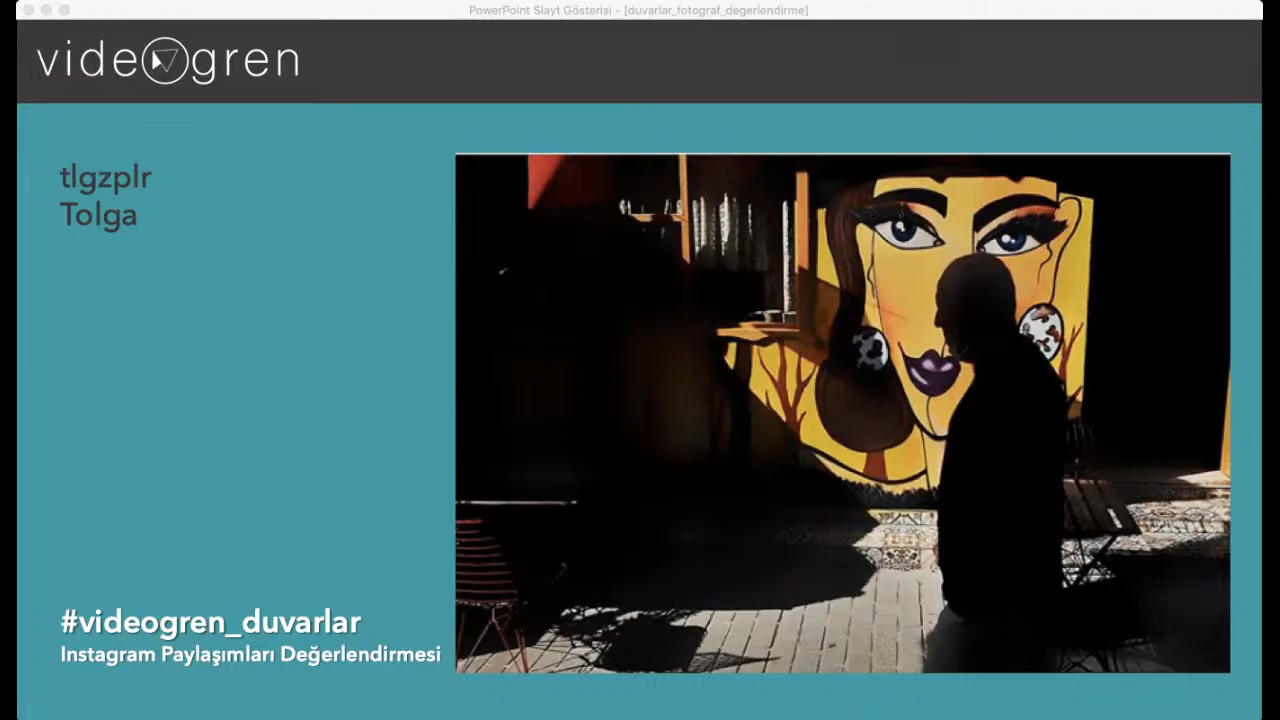 PowerPoint Slayt Gösterisi - [duvarlar_fotograf_degerlendirme]
videogren
tlgzplr
Tolga
#videogren_duvarlar
Instagram Paylaşımları Değerlendirmesi